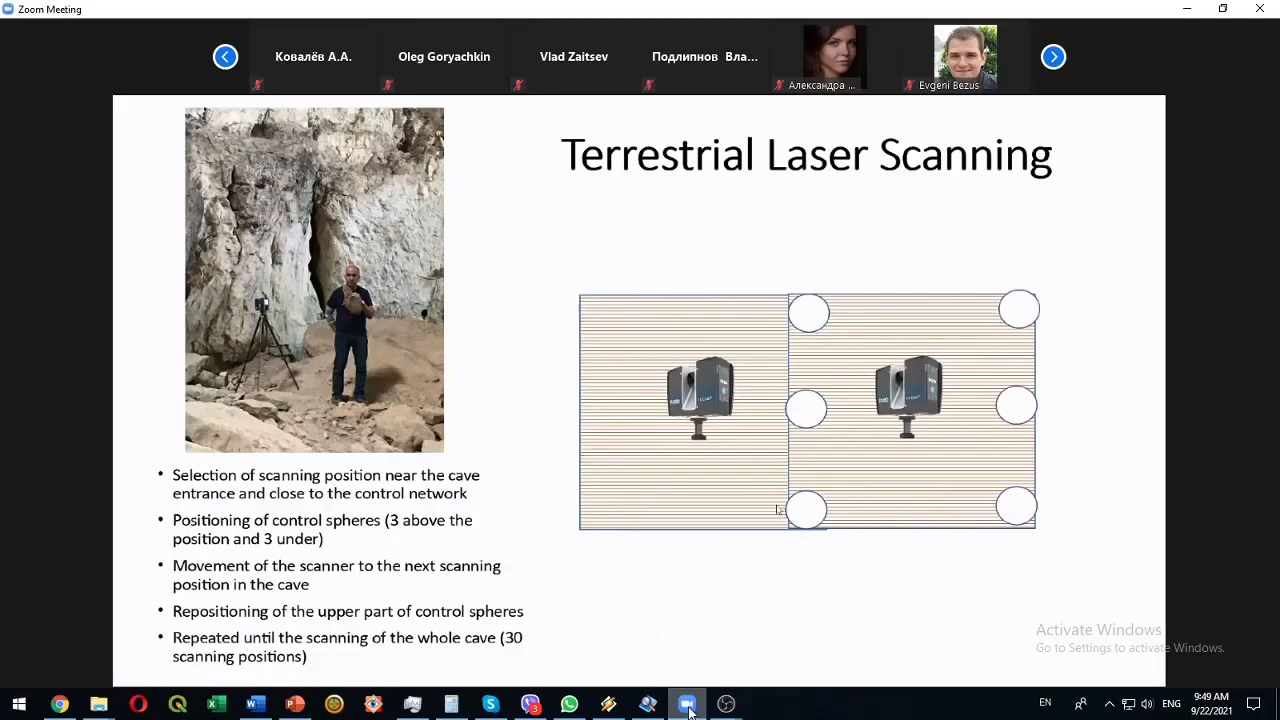 Zoom Meeting
Ковалёв А.А.
Oleg Goryachkin
Vlad Zaitsev
Подлипнов Вла...
Александра ...
Evgeni Bezus
Terrestrial Laser Scanning
• Selection of scanning position near the cave
entrance and close to the control network
• Positioning of control spheres (3 above the
position and 3 under)
• Movement of the scanner to the next scanning
position in the cave
• Repositioning of the upper part of control spheres
• Repeated until the scanning of the whole cave (30
scanning positions)
Activate Windows
Go to Settings to activate Windows.
3
EN
ENG
9:49 AM
9/22/2021